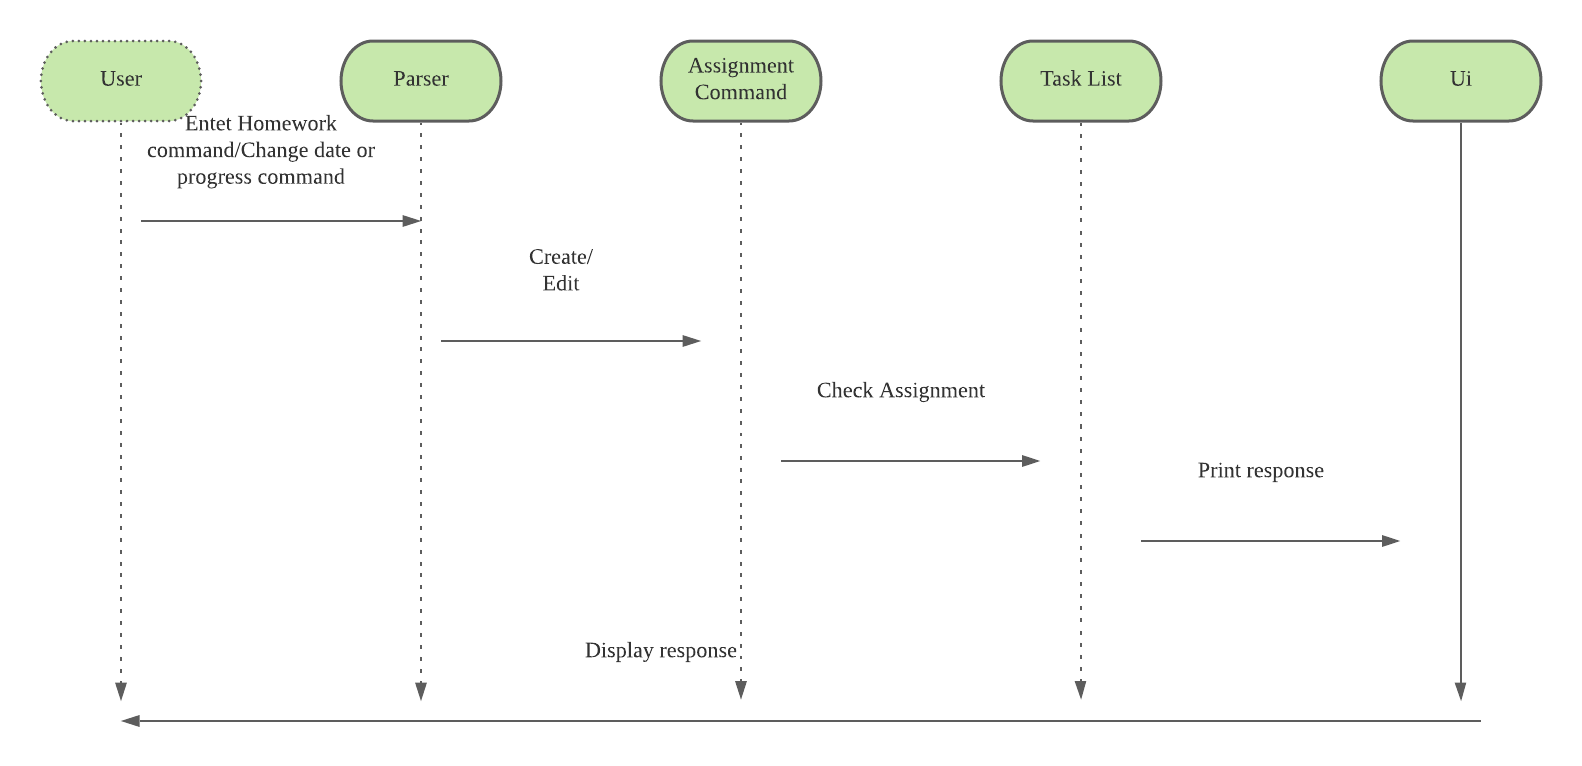 User
Parser
Assignment
Command
Task List
Ui
Entet Homework
command/Change date or
progress command
Create/
Edit
Check Assignment
Print response
Display response